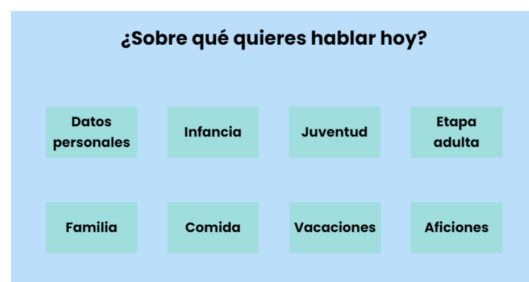 ¿Sobre qué quieres hablar hoy?
Datos
personales
Infancia
Juventud
Etapa
adulta
Familia
Comida
Vacaciones
Aficiones